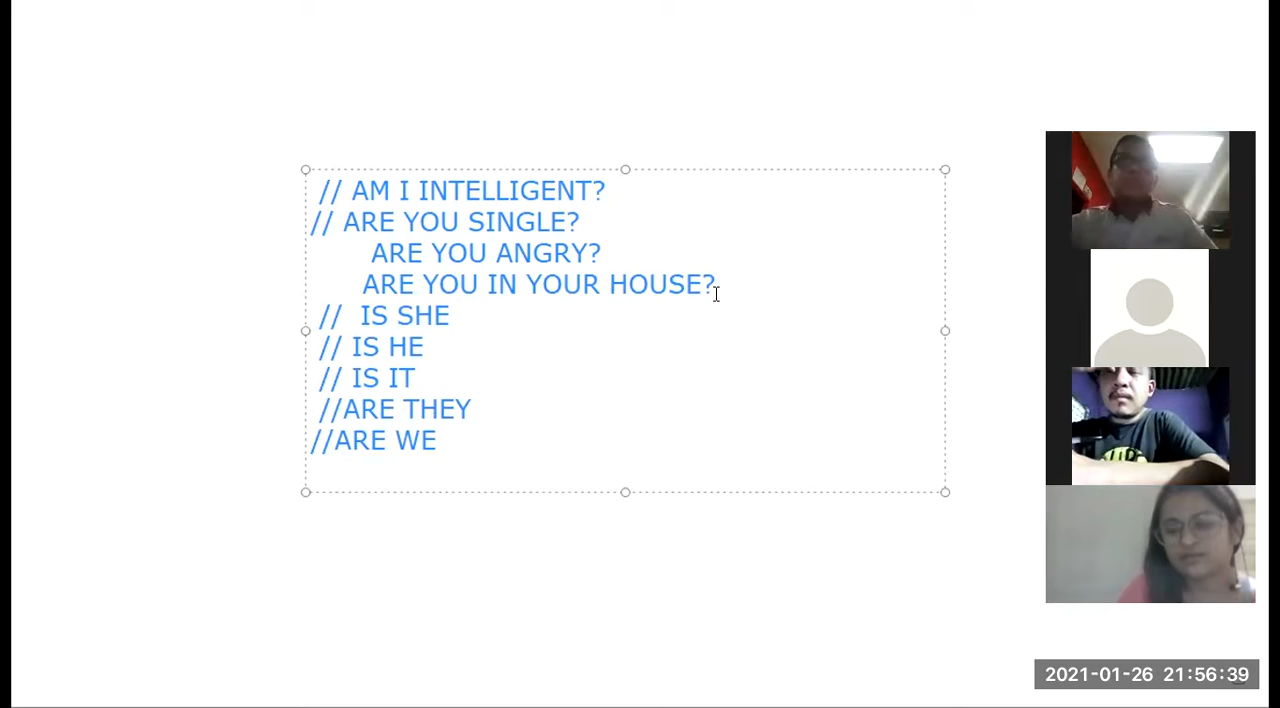 // AM I INTELLIGENT?
// ARE YOU SINGLE?
ARE YOU ANGRY?
ARE YOU IN YOUR HOUSE?
// IS SHE
// IS HE
// IS IT
//ARE THEY
//ARE WE
2021-01-26 21:56:39